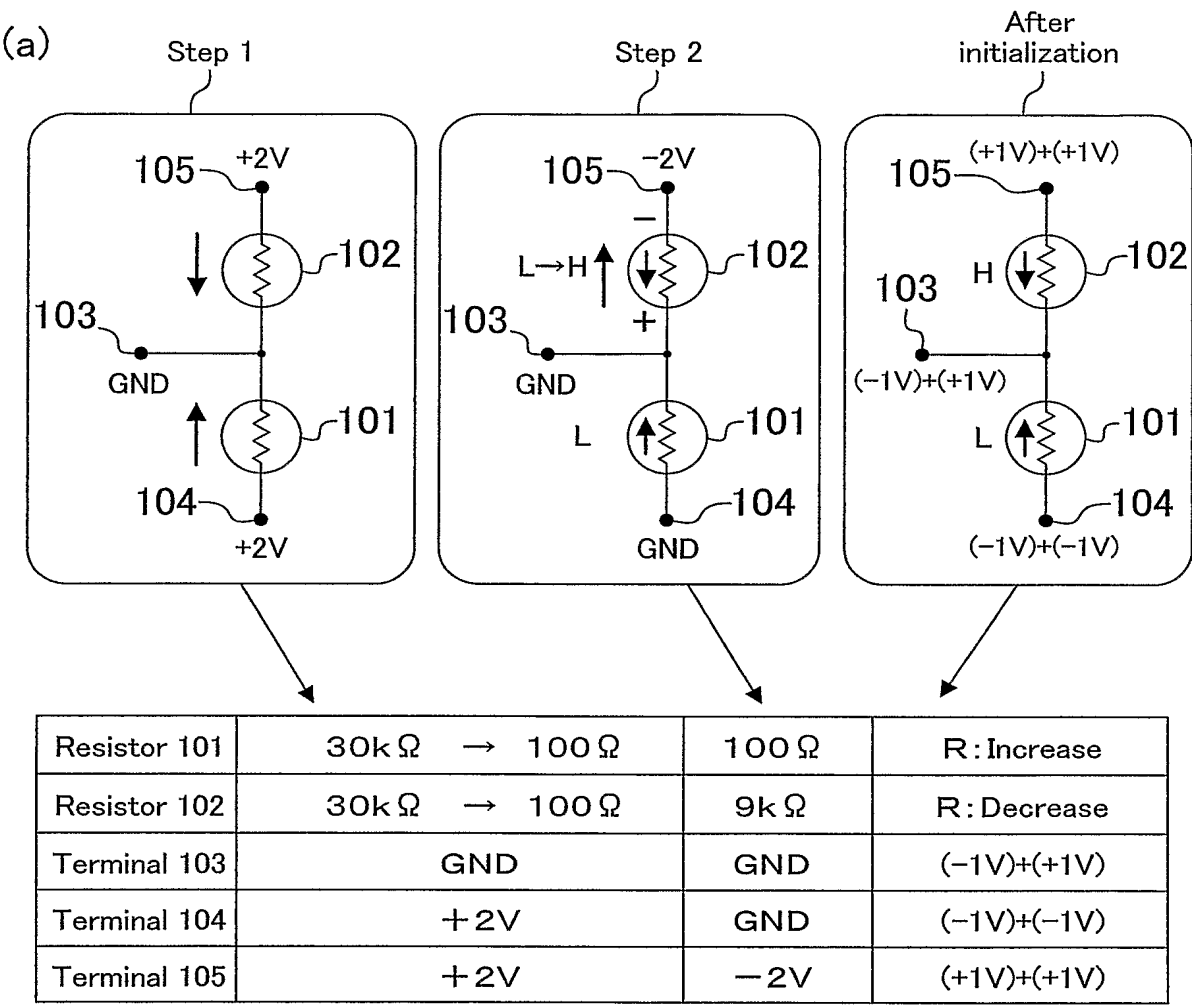 (a)
Step 1
Step 2
After
initialization
+2V
105
102
103
GND
101
104
+2V
−2V
105
−
L→H
102
+
103
GND
L
101
104
GND
(+1V)+(+1V)
105
H
102
103
(−1V)+(+1V)
L
101
104
(−1V)+(−1V)
Resistor 101 30kΩ → 100Ω 100Ω R:Increase
Resistor 102 30kΩ → 100Ω 9kΩ R:Decrease
Terminal 103 GND GND (−1V)+(+1V)
Terminal 104 +2V GND (−1V)+(−1V)
Terminal 105 +2V −2V (+1V)+(+1V)